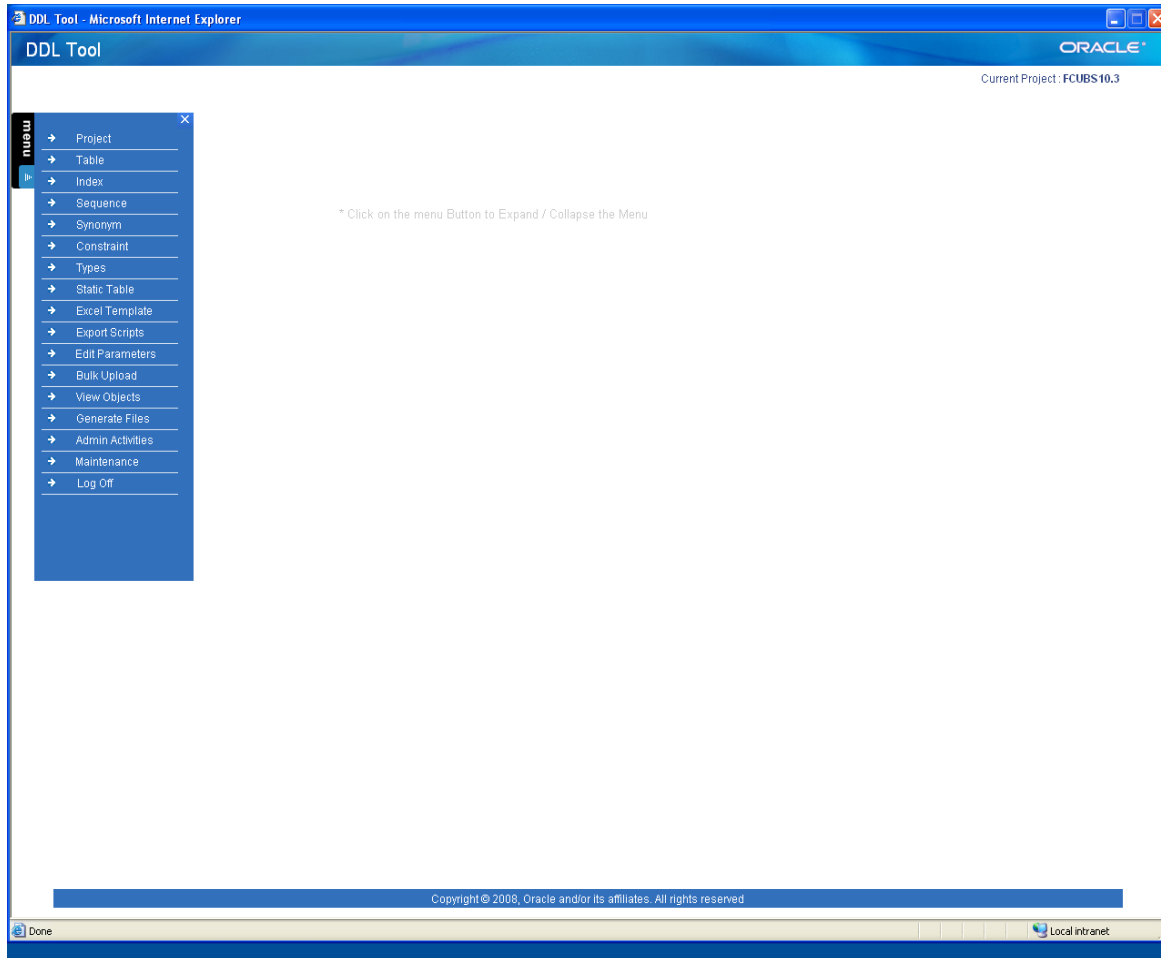 DDL Tool - Microsoft Internet Explorer
DDL Tool
ORACLE
Current Project : FCUBS10.3
menu
Project
Table
Index
Sequence
Synonym
Constraint
Types
Static Table
Excel Template
Export Scripts
Edit Parameters
Bulk Upload
View Objects
Generate Files
Admin Activities
Maintenance
Log Off
* Click on the menu Button to Expand / Collapse the Menu
Copyright © 2008, Oracle and/or its affiliates. All rights reserved
Done
Local intranet